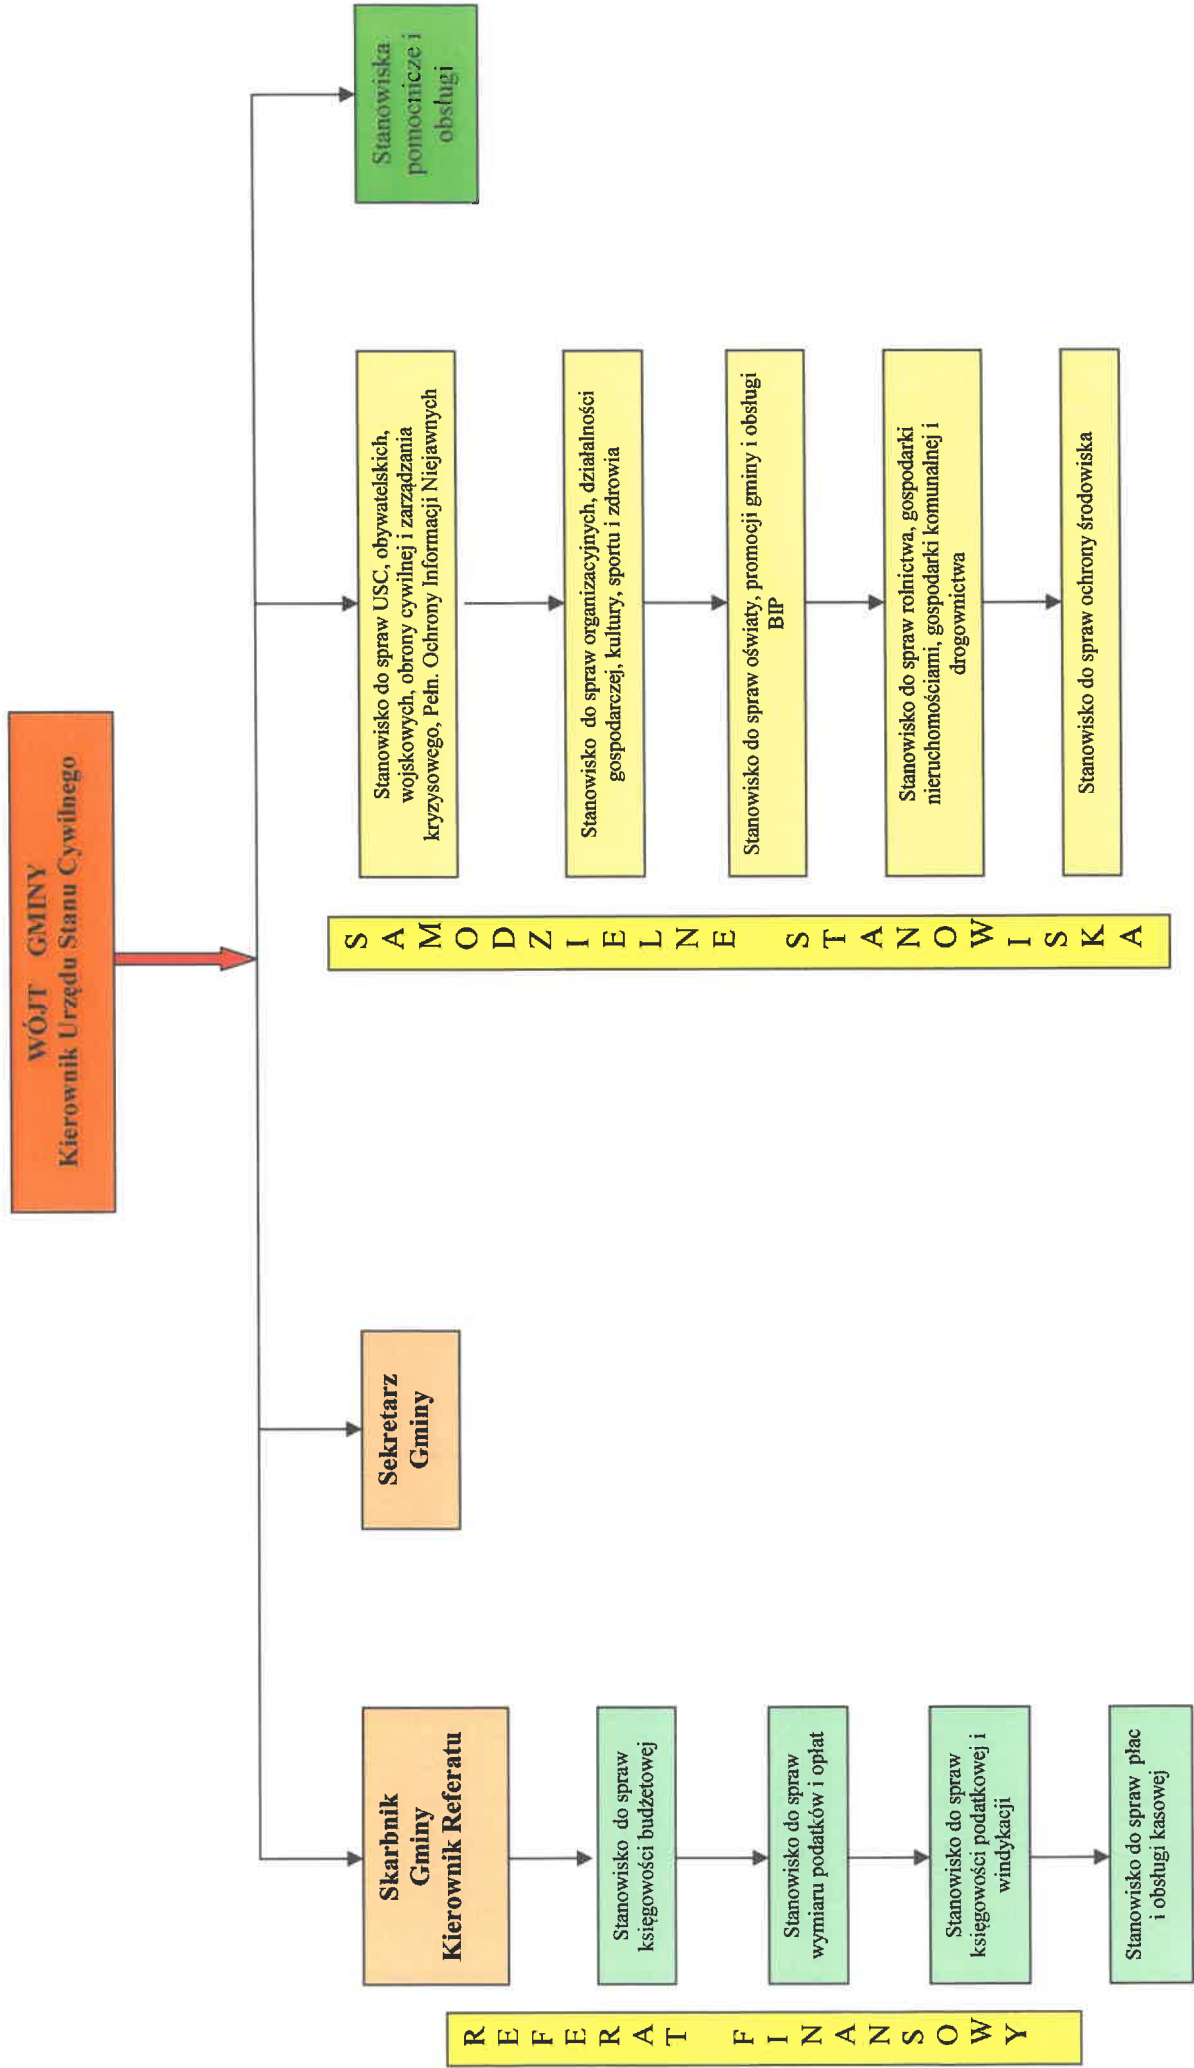 WÓJT GMINY
Kierownik Urzędu Stanu Cywilnego
Skarbnik
Gminy
Kierownik Referatu
Sekretarz
Gminy
Stanowisko do spraw USC, obywatelskich,
wojskowych, obrony cywilnej i zarządzania
kryzysowego, Pełn. Ochrony Informacji Niejawnych
Stanowiska
pomocnicze i
obsługi
REFERAT FINANSOWY
Stanowisko do spraw
księgowości budżetowej
Stanowisko do spraw
wymiaru podatków i opłat
Stanowisko do spraw
księgowości podatkowej i
windykacji
Stanowisko do spraw płac
i obsługi kasowej
SAMODZIELNE STANOWISKA
Stanowisko do spraw organizacyjnych, działalności
gospodarczej, kultury, sportu i zdrowia
Stanowisko do spraw oświaty, promocji gminy i obsługi
BIP
Stanowisko do spraw rolnictwa, gospodarki
nieruchomościami, gospodarki komunalnej i
drogownictwa
Stanowisko do spraw ochrony środowiska